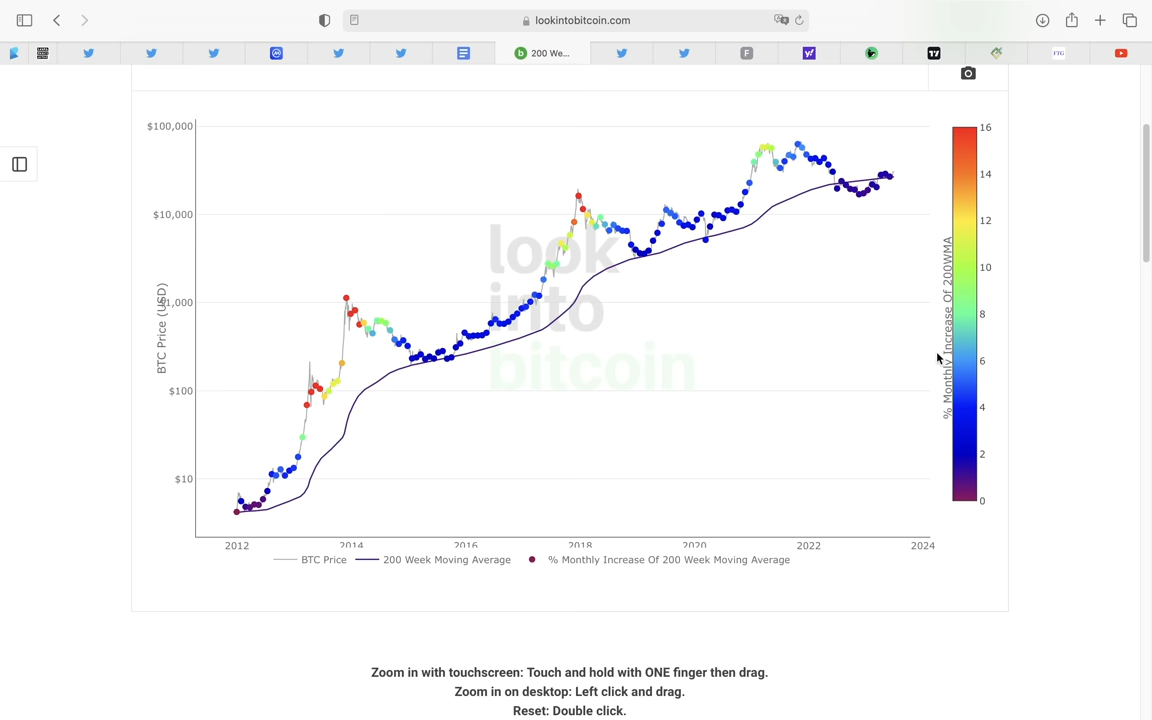 lookintobitcoin.com
200 We...
F
y!
17
FTG
$100,000
$10,000
$1,000
$100
$10
BTC Price (USD)
look
into
bitcoin
16
14
12
10
8
6
4
2
0
% Monthly Increase Of 200WMA
2012
2014
2016
2018
2020
2022
2024
BTC Price
200 Week Moving Average
% Monthly Increase Of 200 Week Moving Average
Zoom in with touchscreen: Touch and hold with ONE finger then drag.
Zoom in on desktop: Left click and drag.
Reset: Double click.